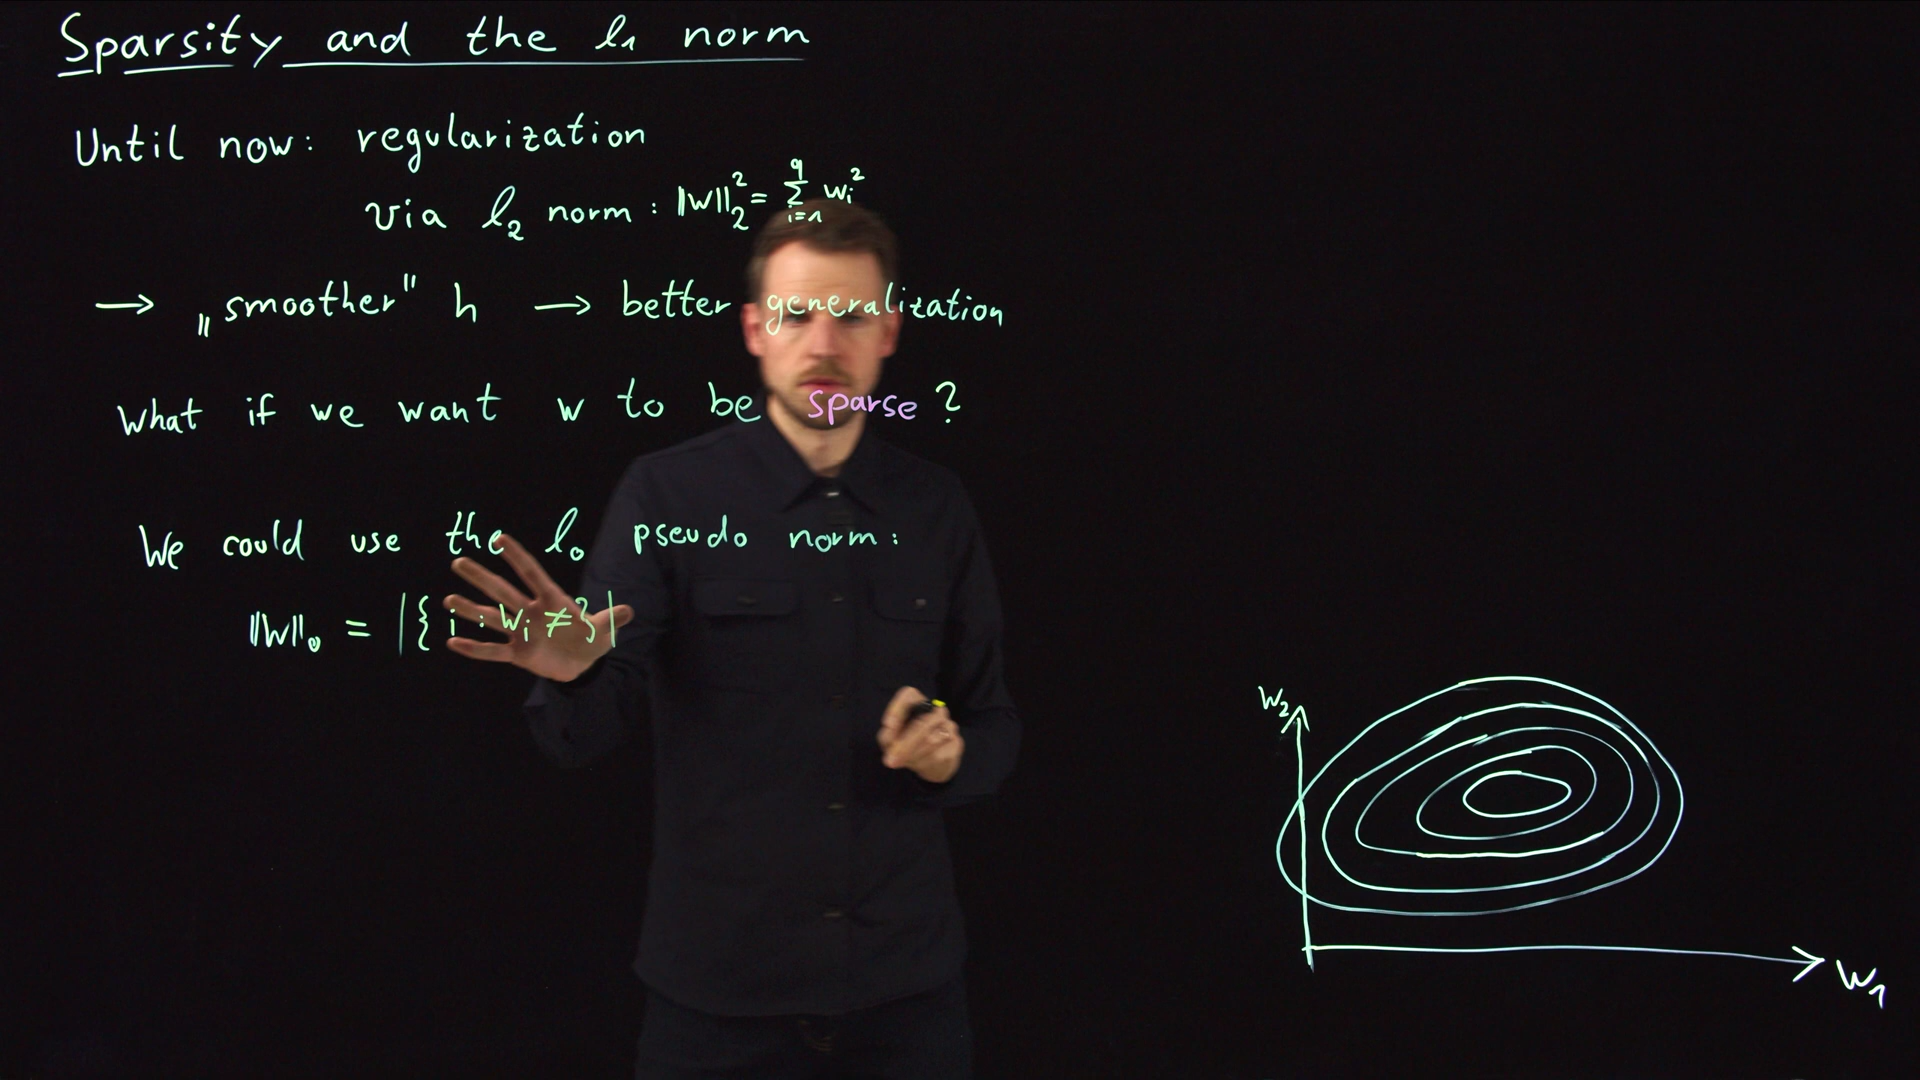 Sparsity and the l₁ norm
Until now: regularization
via l₂ norm: ‖w‖₂² = ∑_{i=1}^{q} wᵢ²
→ „smoother" h → better generalization
What if we want w to be sparse?
We could use the l₀ pseudo norm:
‖w‖₀ = |{i : wᵢ ≠}|
w₂
w₁